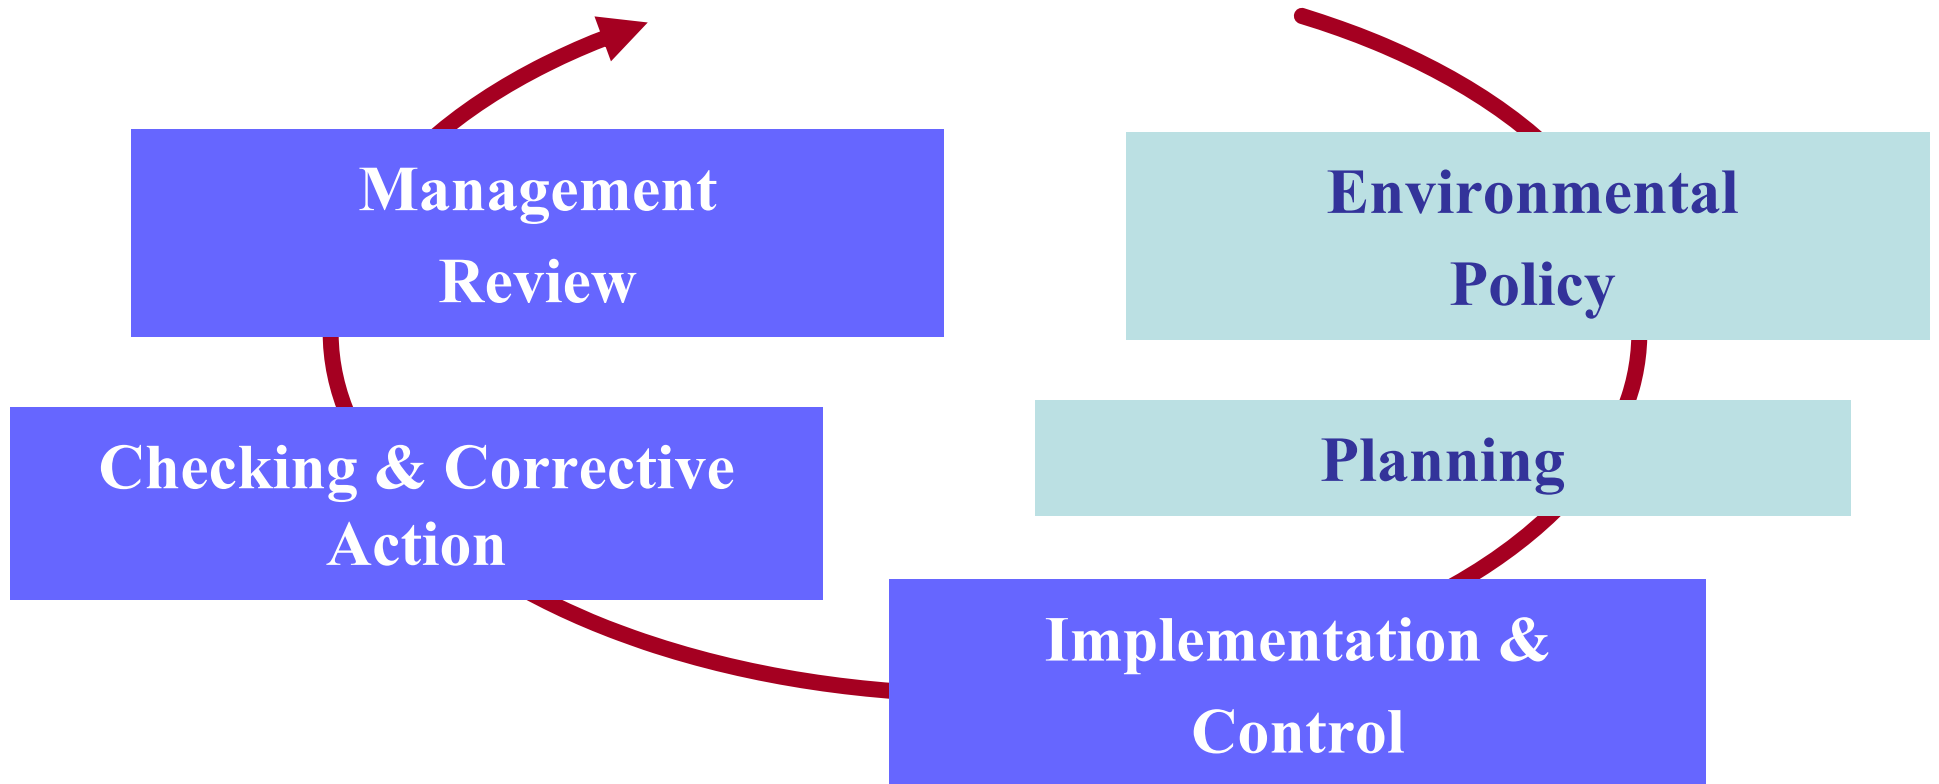 Management
Review
Environmental
Policy
Checking & Corrective
Action
Planning
Implementation &
Control